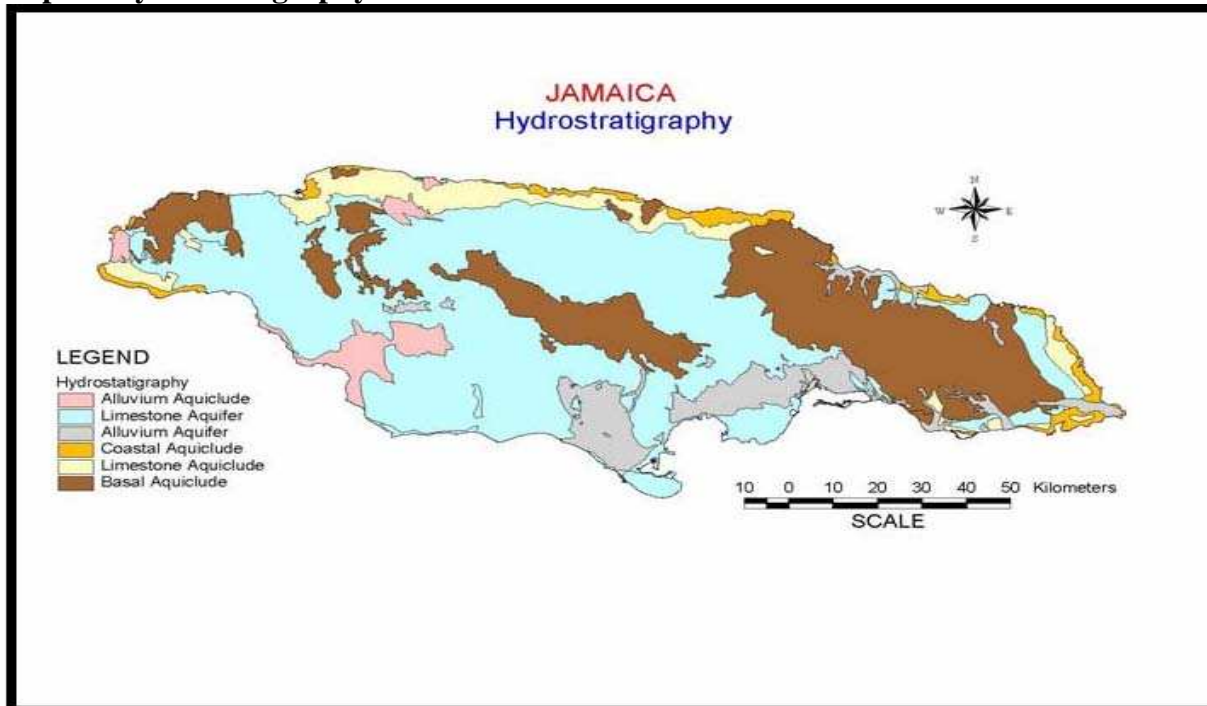 JAMAICA
Hydrostratigraphy
N
W E
S
LEGEND
Hydrostatigraphy
Alluvium Aquiclude
Limestone Aquifer
Alluvium Aquifer
Coastal Aquiclude
Limestone Aquiclude
Basal Aquiclude
10 0 10 20 30 40 50 Kilometers
SCALE